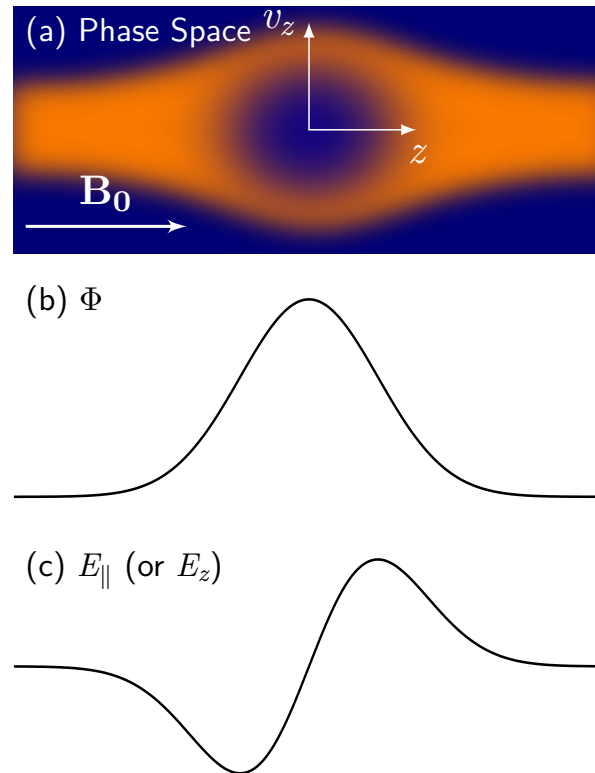 (a) Phase Space
v_z
z
B_0
(b) Φ
(c) E_∥ (or E_z)